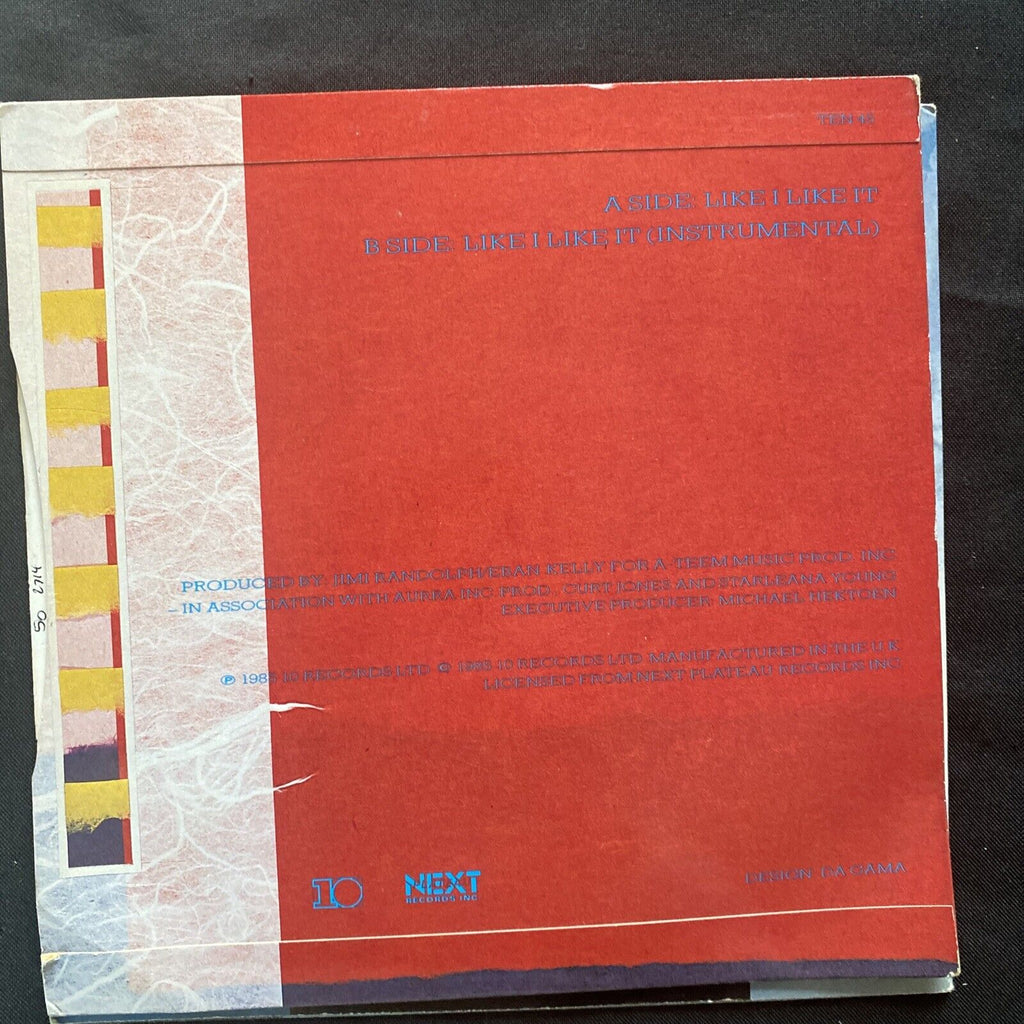 TEN 45
A SIDE: LIKE I LIKE IT
B SIDE: LIKE I LIKE IT (INSTRUMENTAL)
PRODUCED BY: JIMI RANDOLPH/EBAN KELLY FOR A-TEEM MUSIC PROD. INC
– IN ASSOCIATION WITH AURRA INC. PROD., CURT JONES AND STARLEANA YOUNG
EXECUTIVE PRODUCER: MICHAEL HEKTOEN
℗ 1985 10 RECORDS LTD © 1985 10 RECORDS LTD MANUFACTURED IN THE U.K
LICENSED FROM NEXT PLATEAU RECORDS INC
10
NEXT
RECORDS INC
DESIGN: DA GAMA